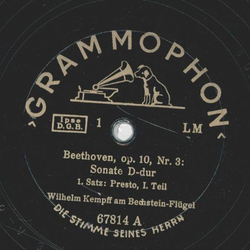 GRAMMOPHON
Ipse
D.G.B.
1
LM
Beethoven, op. 10, Nr. 3:
Sonate D-dur
1. Satz: Presto, I. Teil
Wilhelm Kempff am Bechstein-Flügel
67814 A
DIE STIMME SEINES HERRN